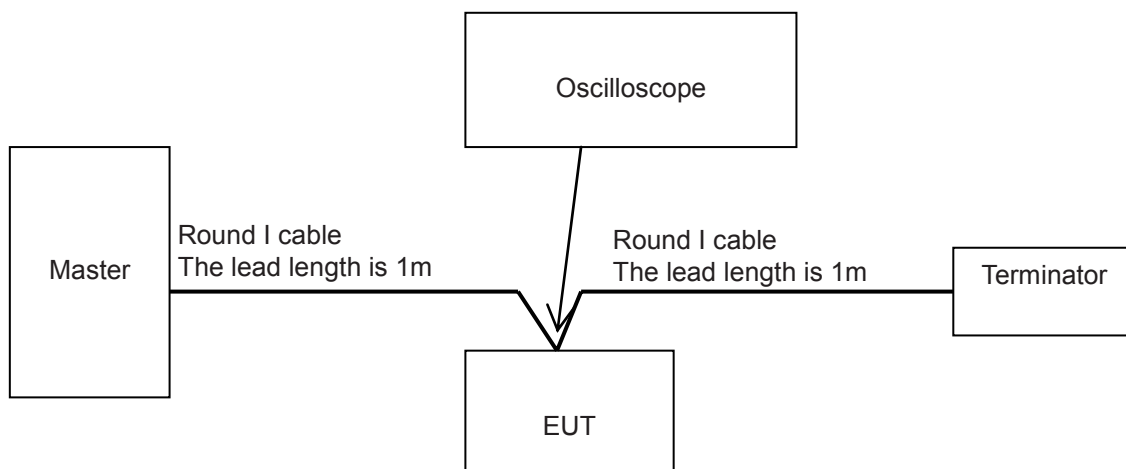 Oscilloscope
Master
Round I cable
The lead length is 1m
Round I cable
The lead length is 1m
Terminator
EUT